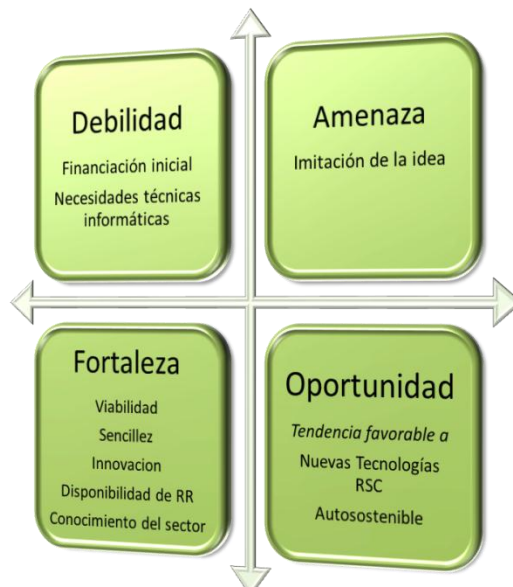 Debilidad
Financiación inicial
Necesidades técnicas
informáticas
Amenaza
Imitación de la idea
Fortaleza
Viabilidad
Sencillez
Innovacion
Disponibilidad de RR
Conocimiento del sector
Oportunidad
Tendencia favorable a
Nuevas Tecnologías
RSC
Autosostenible